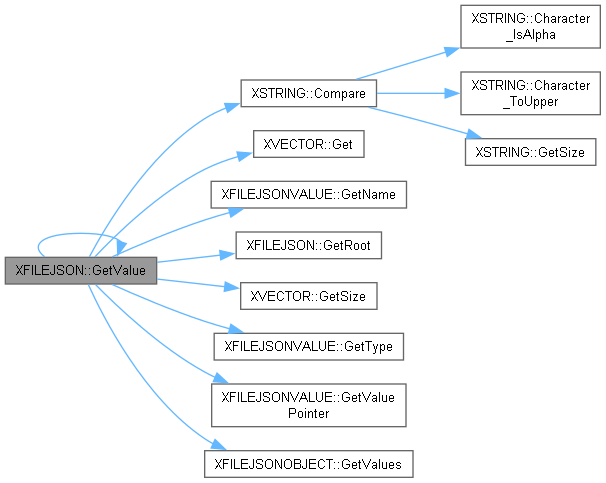 XSTRING::Character
_IsAlpha
XSTRING::Compare
XSTRING::Character
_ToUpper
XVECTOR::Get
XSTRING::GetSize
XFILEJSONVALUE::GetName
XFILEJSON::GetRoot
XFILEJSON::GetValue
XVECTOR::GetSize
XFILEJSONVALUE::GetType
XFILEJSONVALUE::GetValue
Pointer
XFILEJSONOBJECT::GetValues